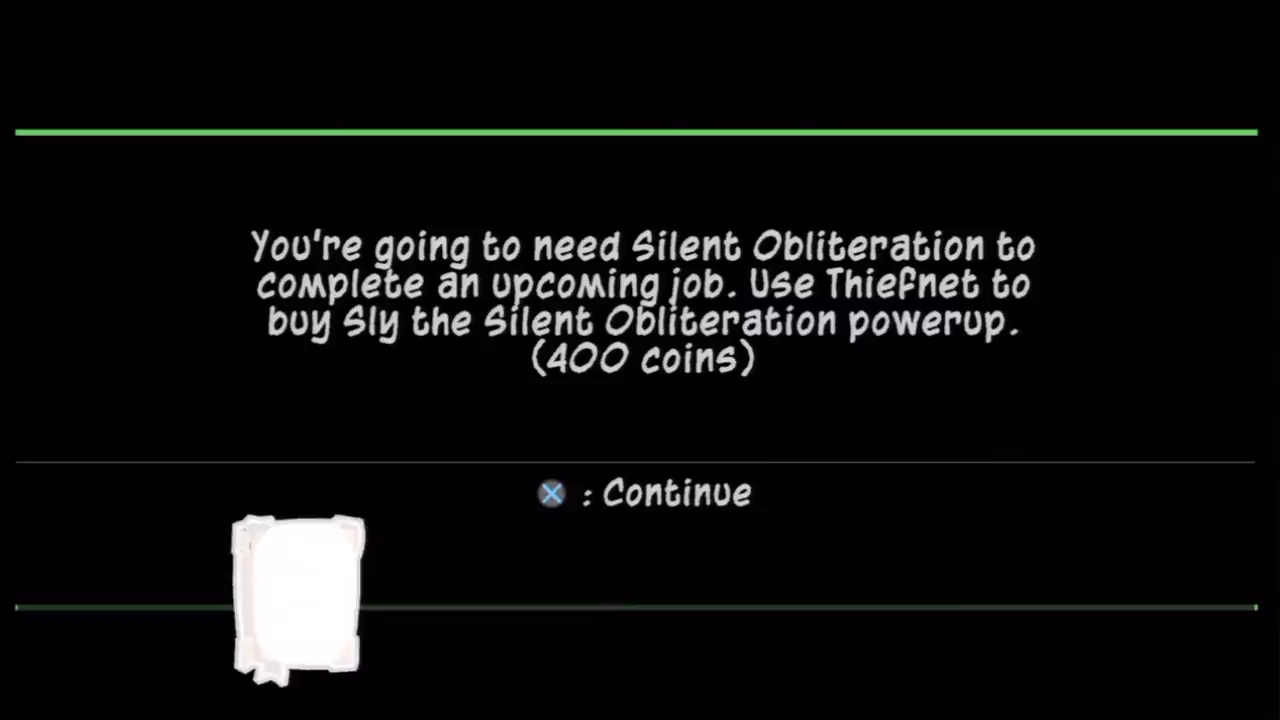 You're going to need Silent Obliteration to
complete an upcoming job. Use Thiefnet to
buy Sly the Silent Obliteration powerup.
(400 coins)
: Continue